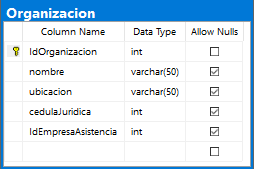 Organizacion
Column Name Data Type Allow Nulls
IdOrganizacion int
nombre varchar(50)
ubicacion varchar(50)
cedulaJuridica int
IdEmpresaAsistencia int